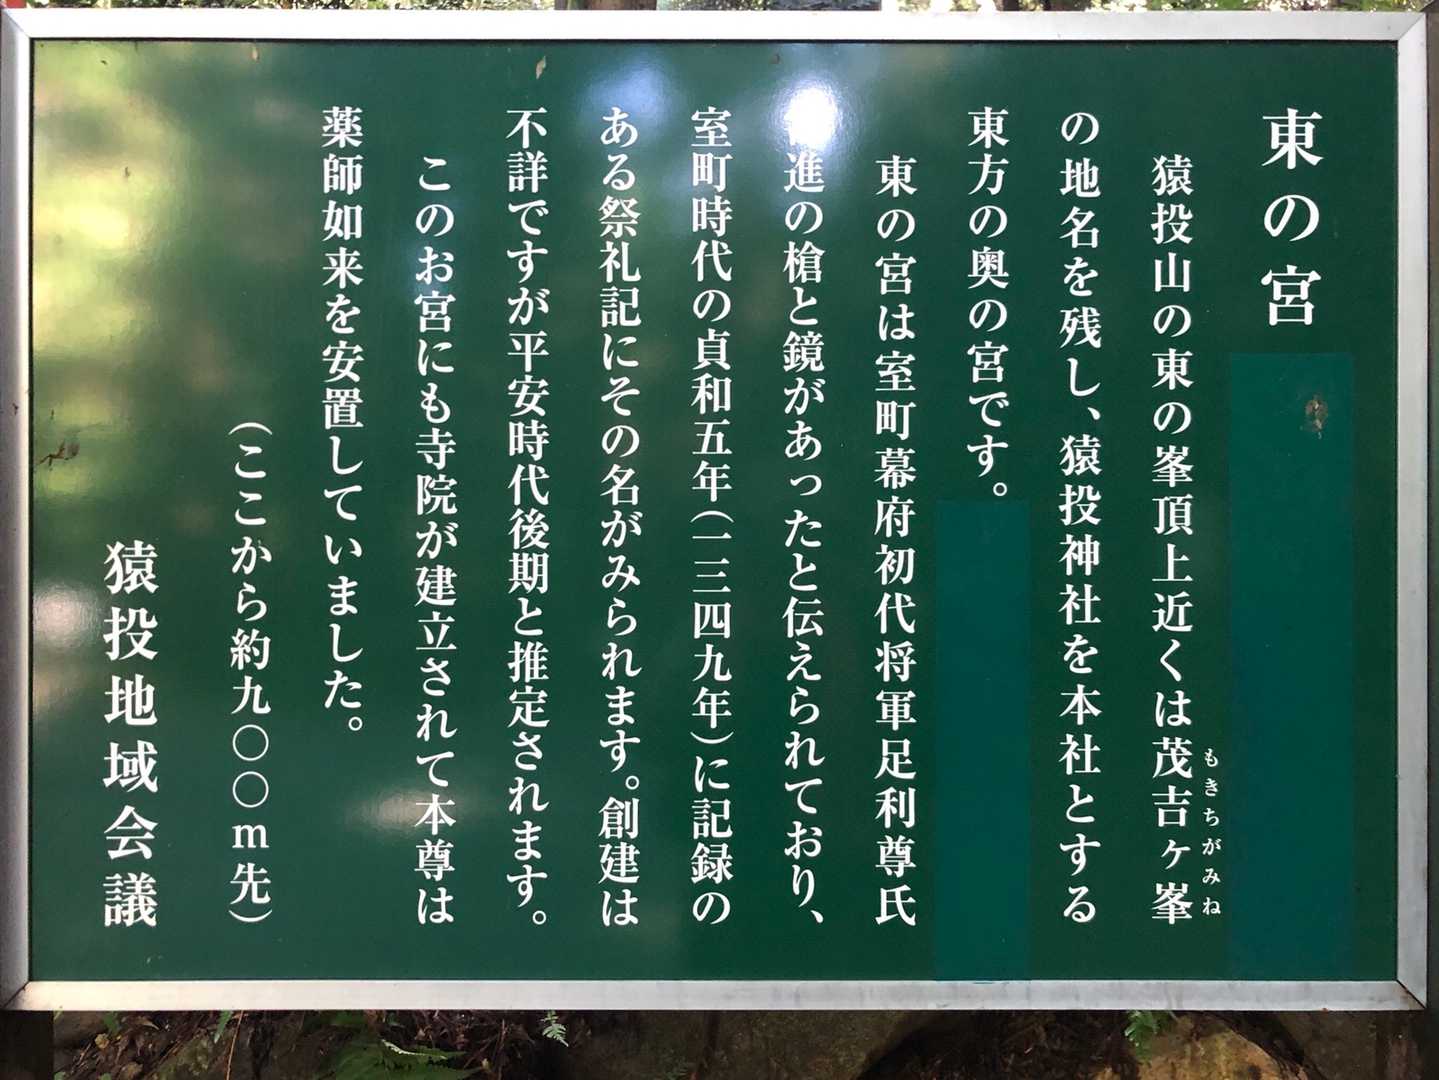 東の宮
猿投山の東の峯頂上近くは茂吉ヶ峯
もきちがみね
の地名を残し、猿投神社を本社とする
東方の奥の宮です。
東の宮は室町幕府初代将軍足利尊氏
進の槍と鏡があったと伝えられており、
室町時代の貞和五年(一三四九年)に記録の
ある祭礼記にその名がみられます。創建は
不詳ですが平安時代後期と推定されます。
このお宮にも寺院が建立されて本尊は
薬師如来を安置していました。
(ここから約九〇〇m先)
猿投地域会議